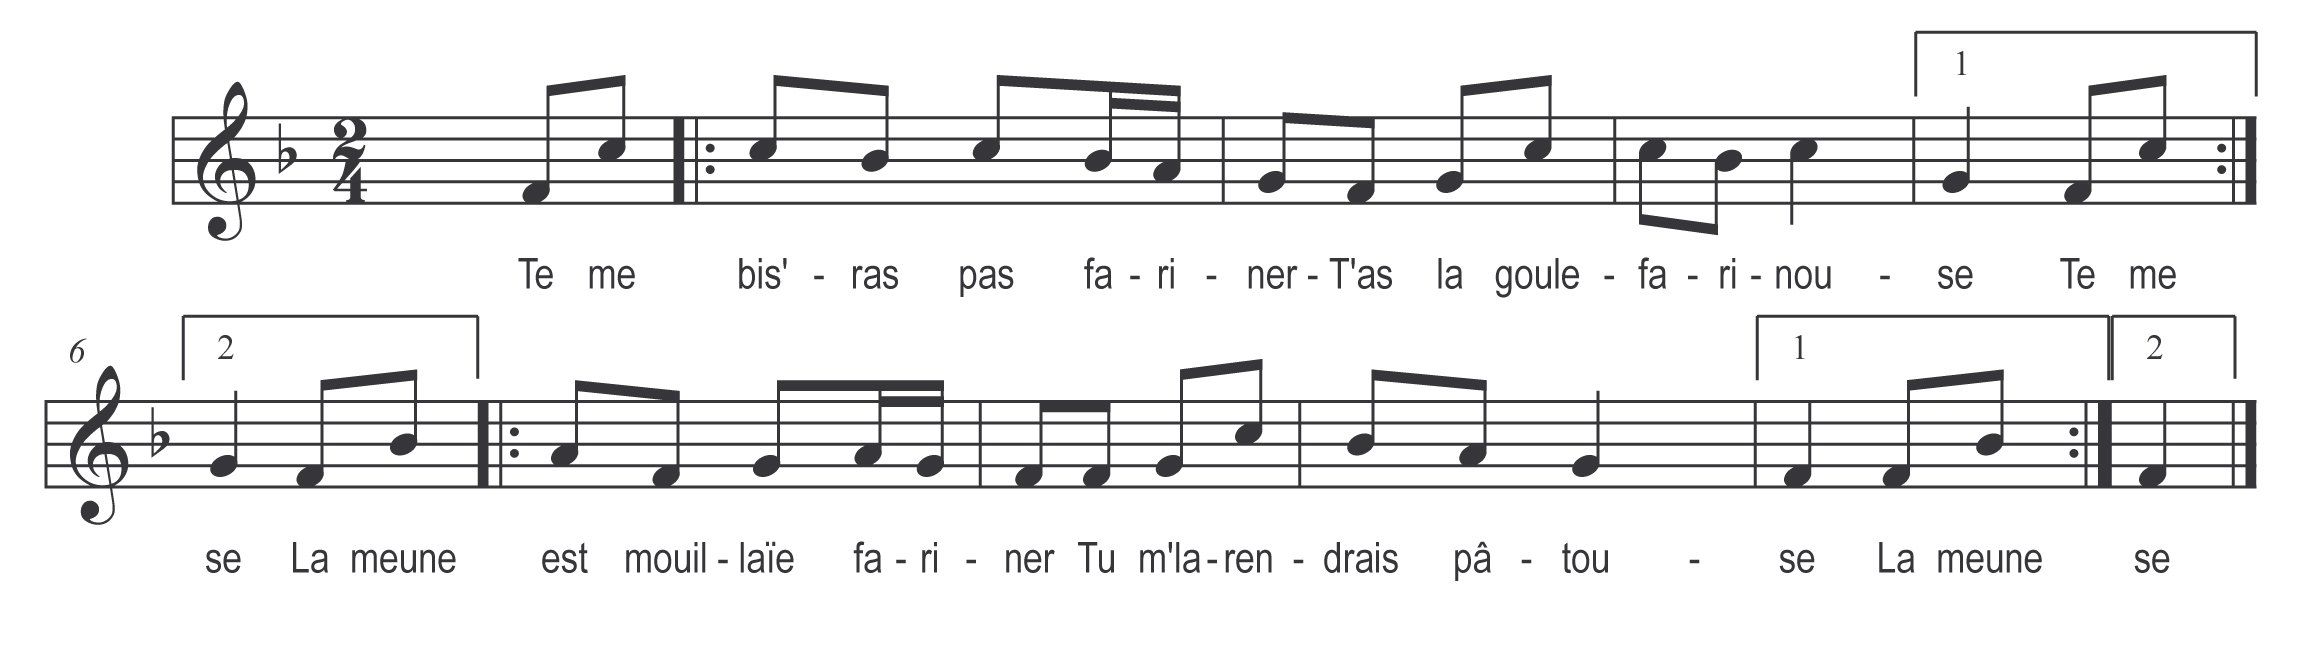 1
Te me bis' - ras pas fa - ri - ner - T'as la goule - fa - ri - nou - se Te me
6 2 1 2
se La meune est mouil - laïe fa - ri - ner Tu m'la - ren - drais pâ - tou - se La meune se